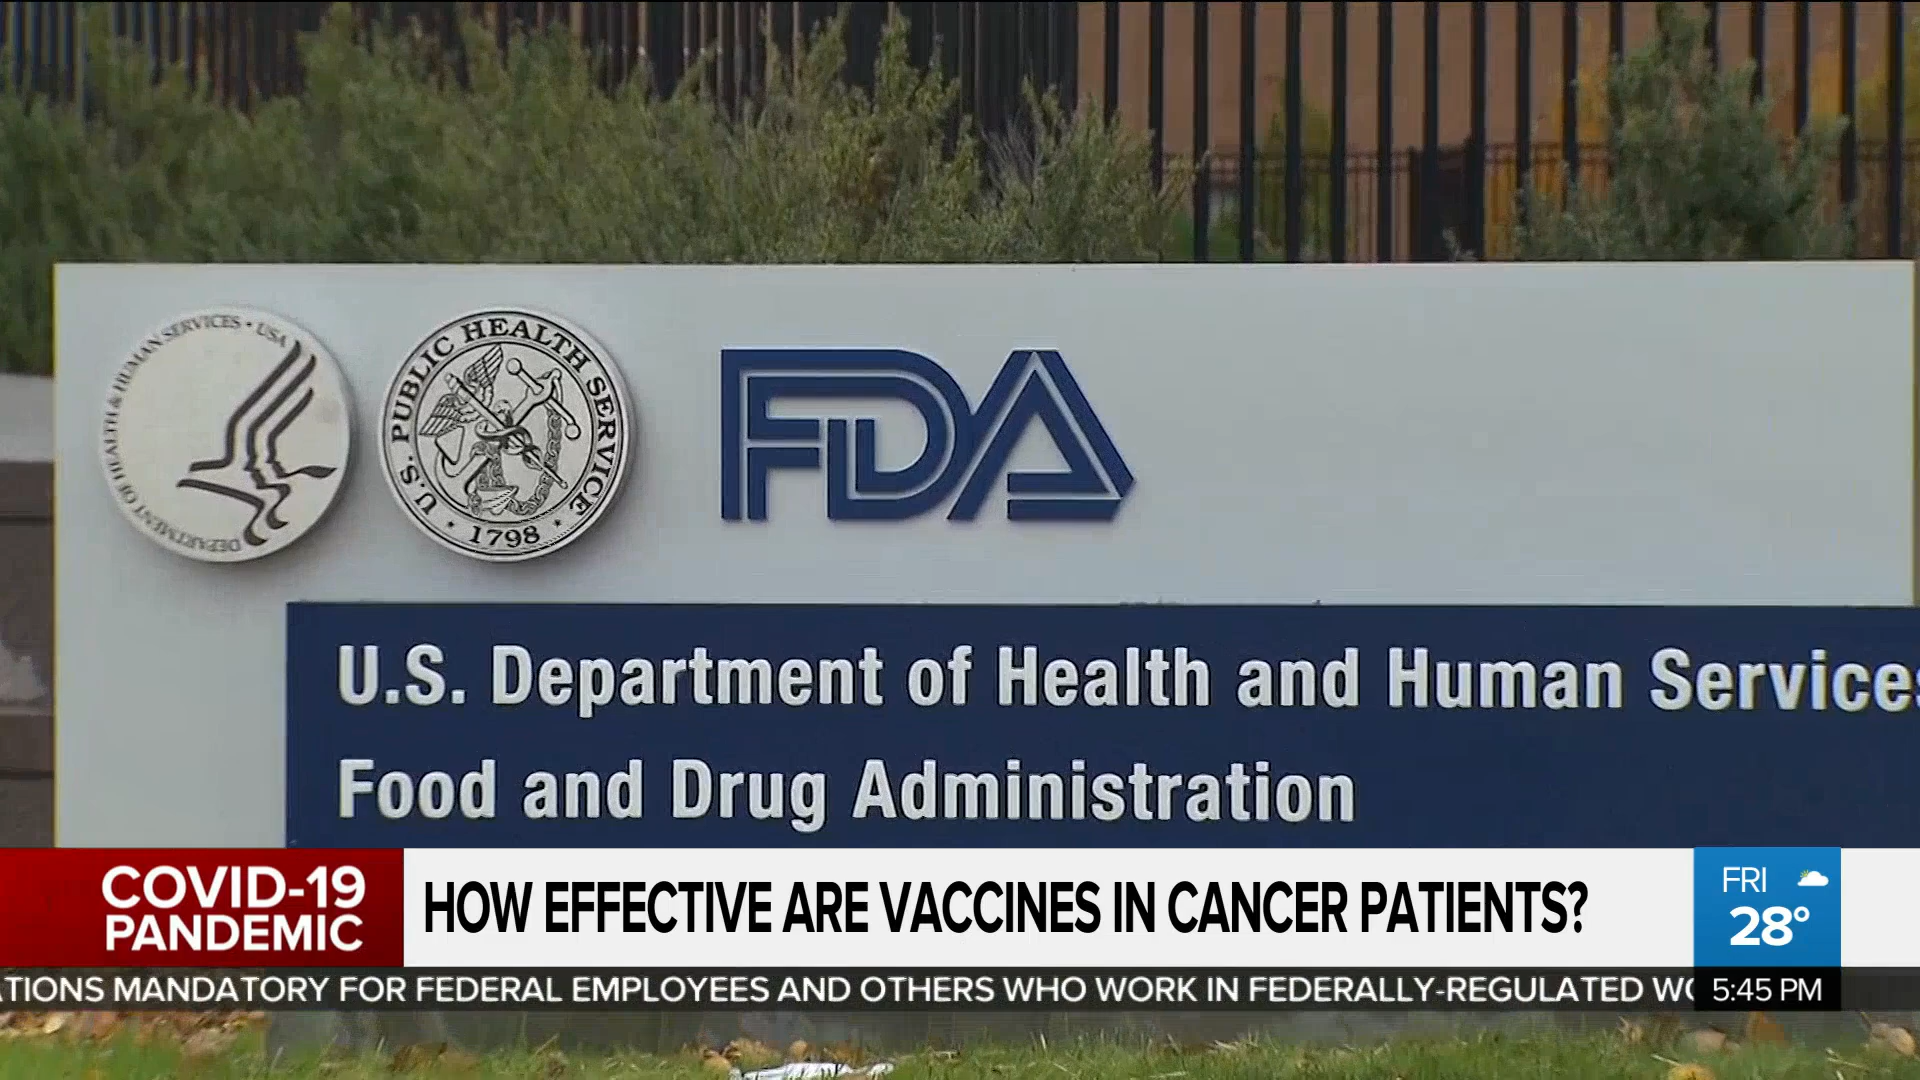 DEPARTMENT OF HEALTH & HUMAN SERVICES • USA
U.S. PUBLIC HEALTH SERVICE
• 1798 •
FDA
U.S. Department of Health and Human Services
Food and Drug Administration
COVID-19
PANDEMIC
HOW EFFECTIVE ARE VACCINES IN CANCER PATIENTS?
FRI
28°
TIONS MANDATORY FOR FEDERAL EMPLOYEES AND OTHERS WHO WORK IN FEDERALLY-REGULATED
5:45 PM